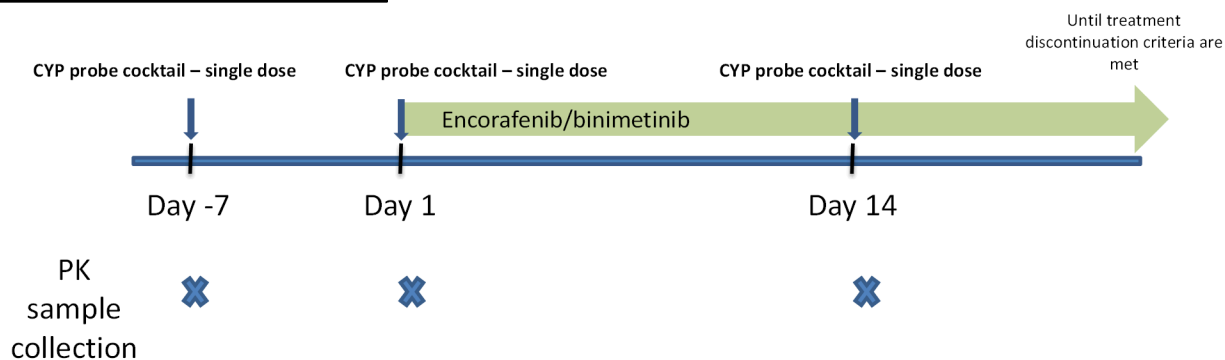 Until treatment
discontinuation criteria are
met
CYP probe cocktail – single dose
CYP probe cocktail – single dose
CYP probe cocktail – single dose
Encorafenib/binimetinib
Day -7
Day 1
Day 14
PK
sample
collection